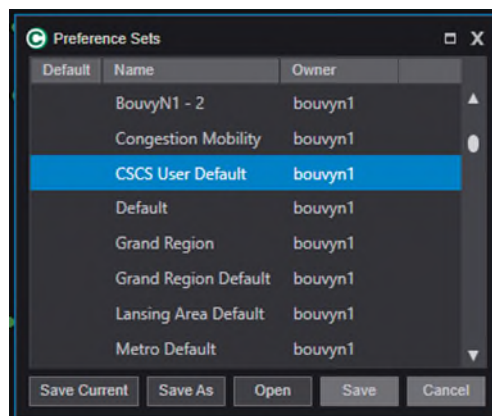 Preference Sets X
Default Name Owner
BouvyN1 - 2 bouvyn1
Congestion Mobility bouvyn1
CSCS User Default bouvyn1
Default bouvyn1
Grand Region bouvyn1
Grand Region Default bouvyn1
Lansing Area Default bouvyn1
Metro Default bouvyn1
Save Current Save As Open Save Cancel